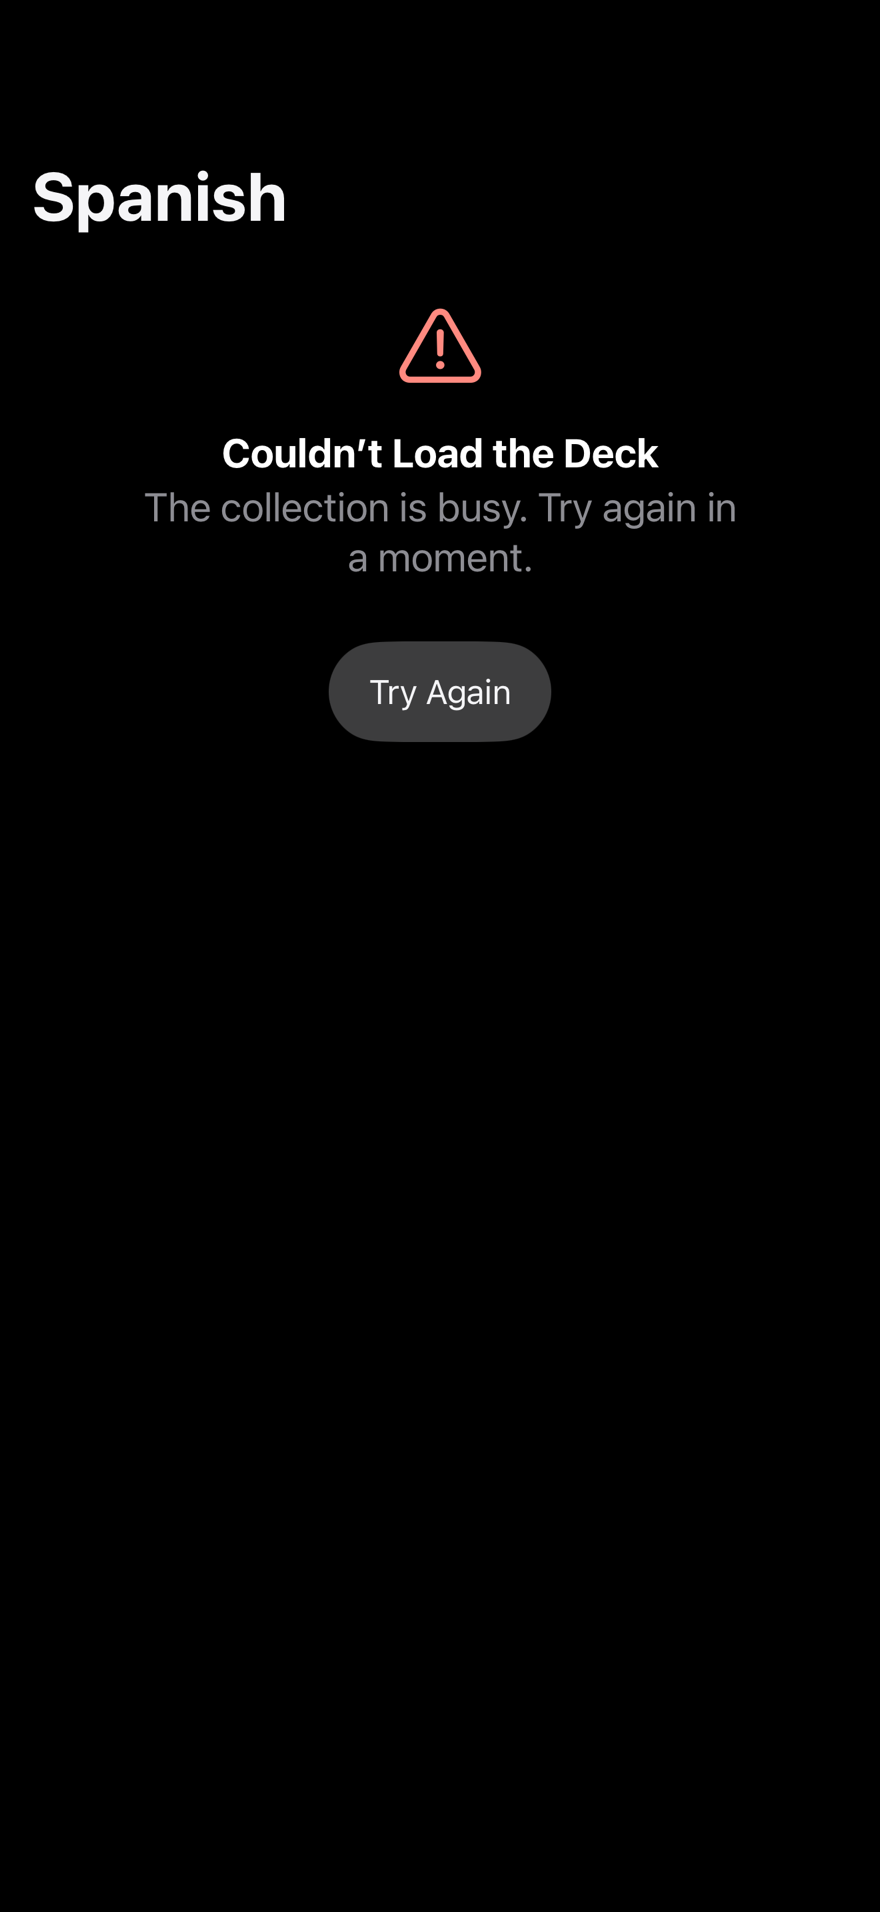 Spanish
Couldn’t Load the Deck
The collection is busy. Try again in
a moment.
Try Again